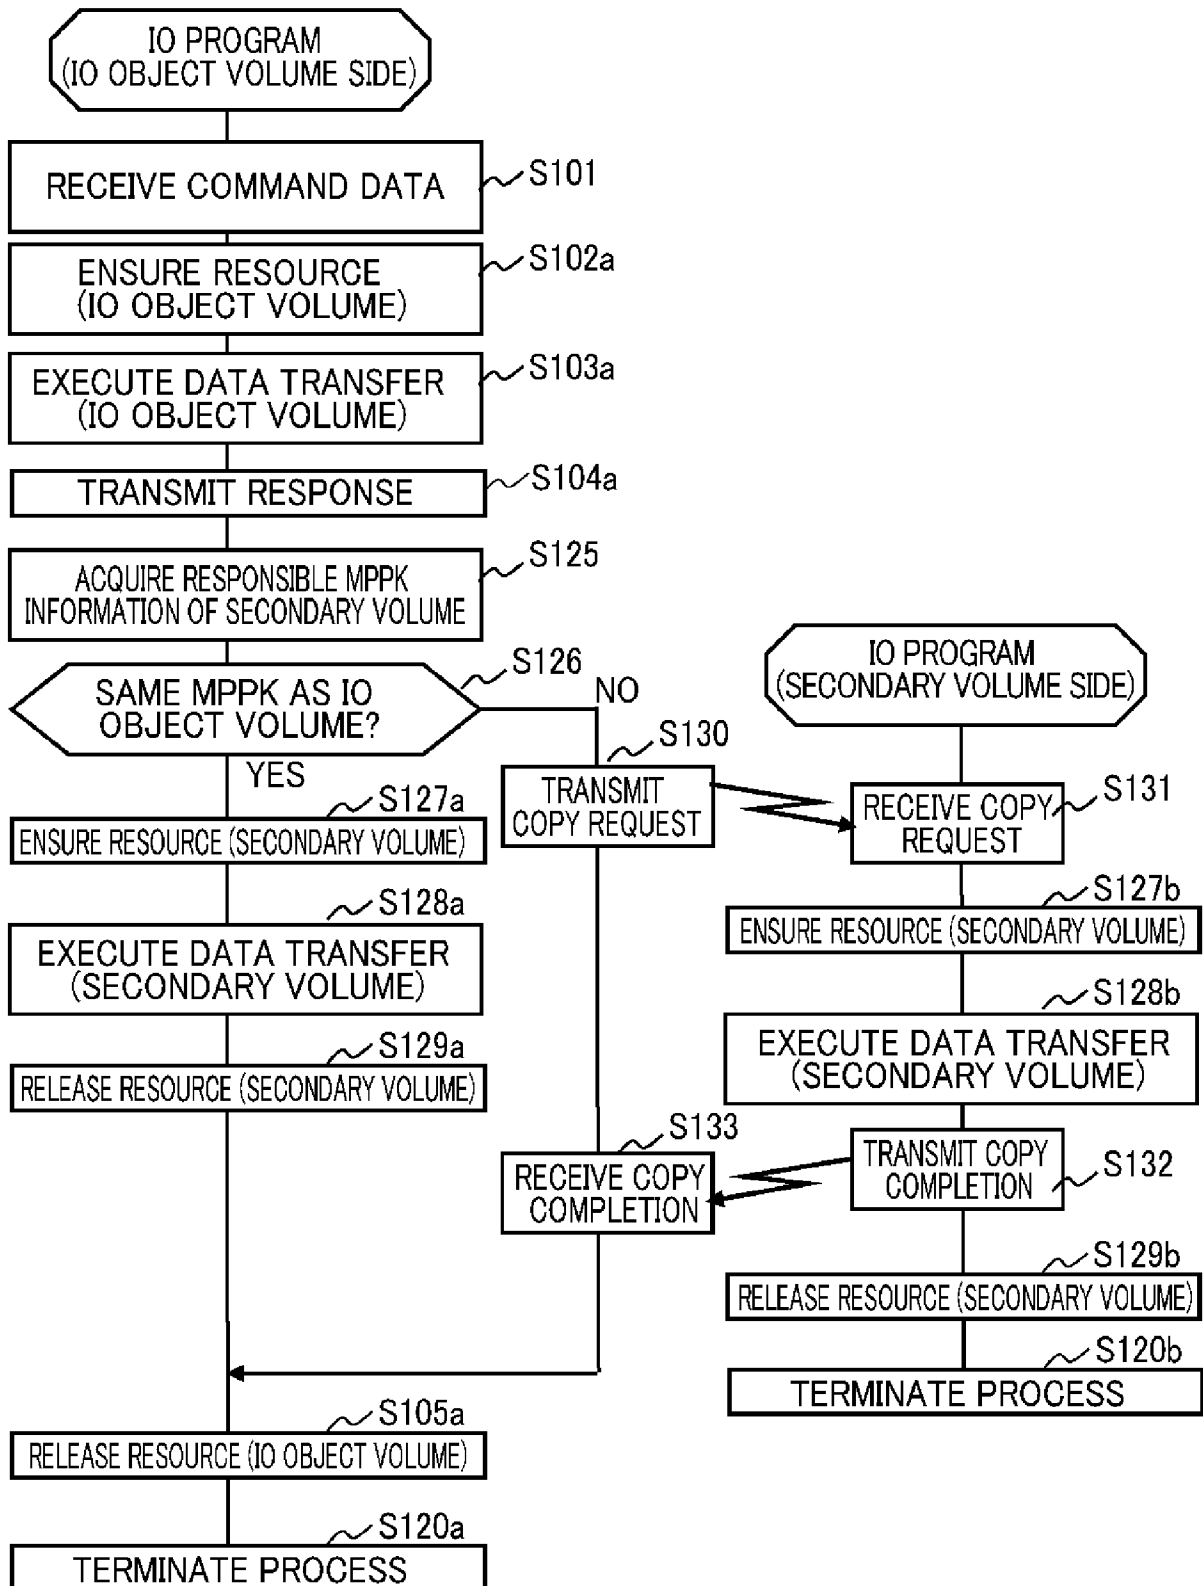 IO PROGRAM
(IO OBJECT VOLUME SIDE)
RECEIVE COMMAND DATA
S101
ENSURE RESOURCE
(IO OBJECT VOLUME)
S102a
EXECUTE DATA TRANSFER
(IO OBJECT VOLUME)
S103a
TRANSMIT RESPONSE
S104a
ACQUIRE RESPONSIBLE MPPK
INFORMATION OF SECONDARY VOLUME
S125
SAME MPPK AS IO
OBJECT VOLUME?
S126
NO
YES
S127a
ENSURE RESOURCE (SECONDARY VOLUME)
S128a
EXECUTE DATA TRANSFER
(SECONDARY VOLUME)
S129a
RELEASE RESOURCE (SECONDARY VOLUME)
S130
TRANSMIT
COPY REQUEST
IO PROGRAM
(SECONDARY VOLUME SIDE)
RECEIVE COPY
REQUEST
S131
S127b
ENSURE RESOURCE (SECONDARY VOLUME)
S128b
EXECUTE DATA TRANSFER
(SECONDARY VOLUME)
TRANSMIT COPY
COMPLETION
S132
S133
RECEIVE COPY
COMPLETION
S129b
RELEASE RESOURCE (SECONDARY VOLUME)
S120b
TERMINATE PROCESS
S105a
RELEASE RESOURCE (IO OBJECT VOLUME)
S120a
TERMINATE PROCESS